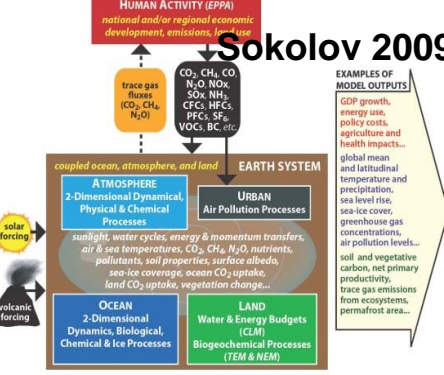 HUMAN ACTIVITY (EPPA)
national and/or regional economic
development, emissions, land use
Sokolov 2009
trace gas
fluxes
(CO2, CH4,
N2O)
CO2, CH4, CO,
N2O, NOx,
SOx, NH3,
CFCs, HFCs,
PFCs, SF6,
VOCs, BC, etc.
coupled ocean, atmosphere, and land
EARTH SYSTEM
ATMOSPHERE
2-Dimensional Dynamical,
Physical & Chemical
Processes
URBAN
Air Pollution Processes
solar
forcing
sunlight, water cycles, energy & momentum transfers,
air & sea temperatures, CO2, CH4, N2O, nutrients,
pollutants, soil properties, surface albedo,
sea-ice coverage, ocean CO2 uptake,
land CO2 uptake, vegetation change...
volcanic
forcing
OCEAN
2-Dimensional
Dynamics, Biological,
Chemical & Ice Processes
LAND
Water & Energy Budgets
(CLM)
Biogeochemical Processes
(TEM & NEM)
EXAMPLES OF
MODEL OUTPUTS
GDP growth,
energy use,
policy costs,
agriculture and
health impacts...
global mean
and latitudinal
temperature and
precipitation,
sea level rise,
sea-ice cover,
greenhouse gas
concentrations,
air pollution levels...
soil and vegetative
carbon, net primary
productivity,
trace gas emissions
from ecosystems,
permafrost area...